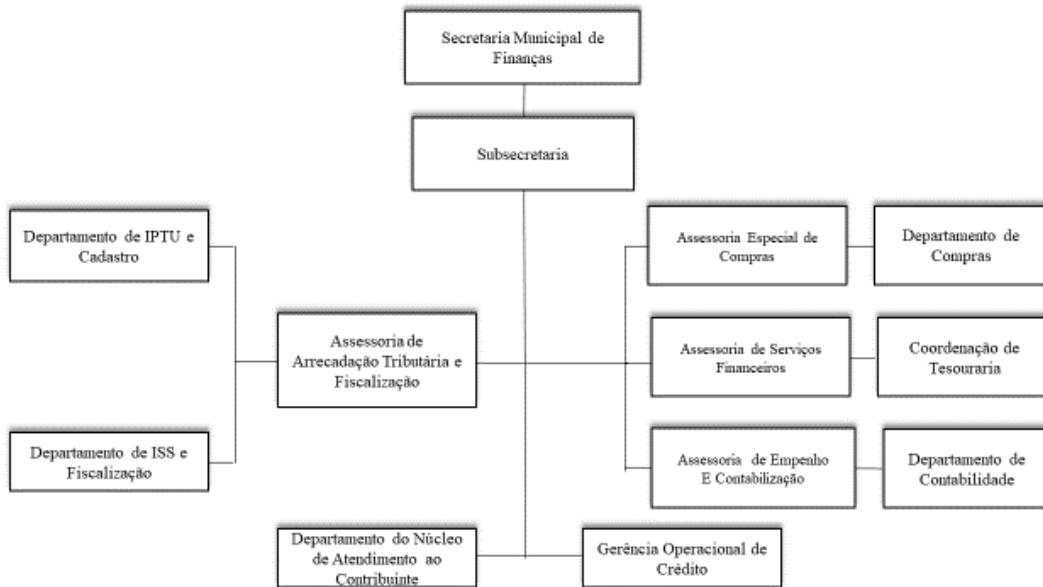 Secretaria Municipal de
Finanças
Subsecretaria
Departamento de IPTU e
Cadastro
Assessoria Especial de
Compras
Departamento de
Compras
Assessoria de
Arrecadação Tributária e
Fiscalização
Assessoria de Serviços
Financeiros
Coordenação de
Tesouraria
Departamento de ISS e
Fiscalização
Assessoria de Empenho
E Contabilização
Departamento de
Contabilidade
Departamento do Núcleo
de Atendimento ao
Contribuinte
Gerência Operacional de
Crédito